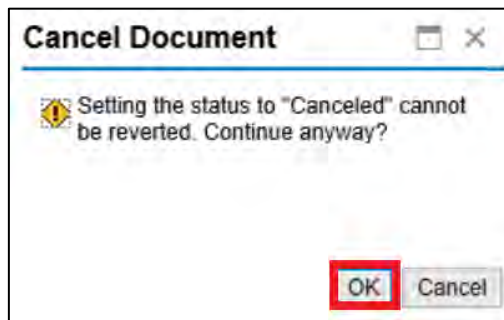 Cancel Document
Setting the status to "Canceled" cannot
be reverted. Continue anyway?
OK Cancel